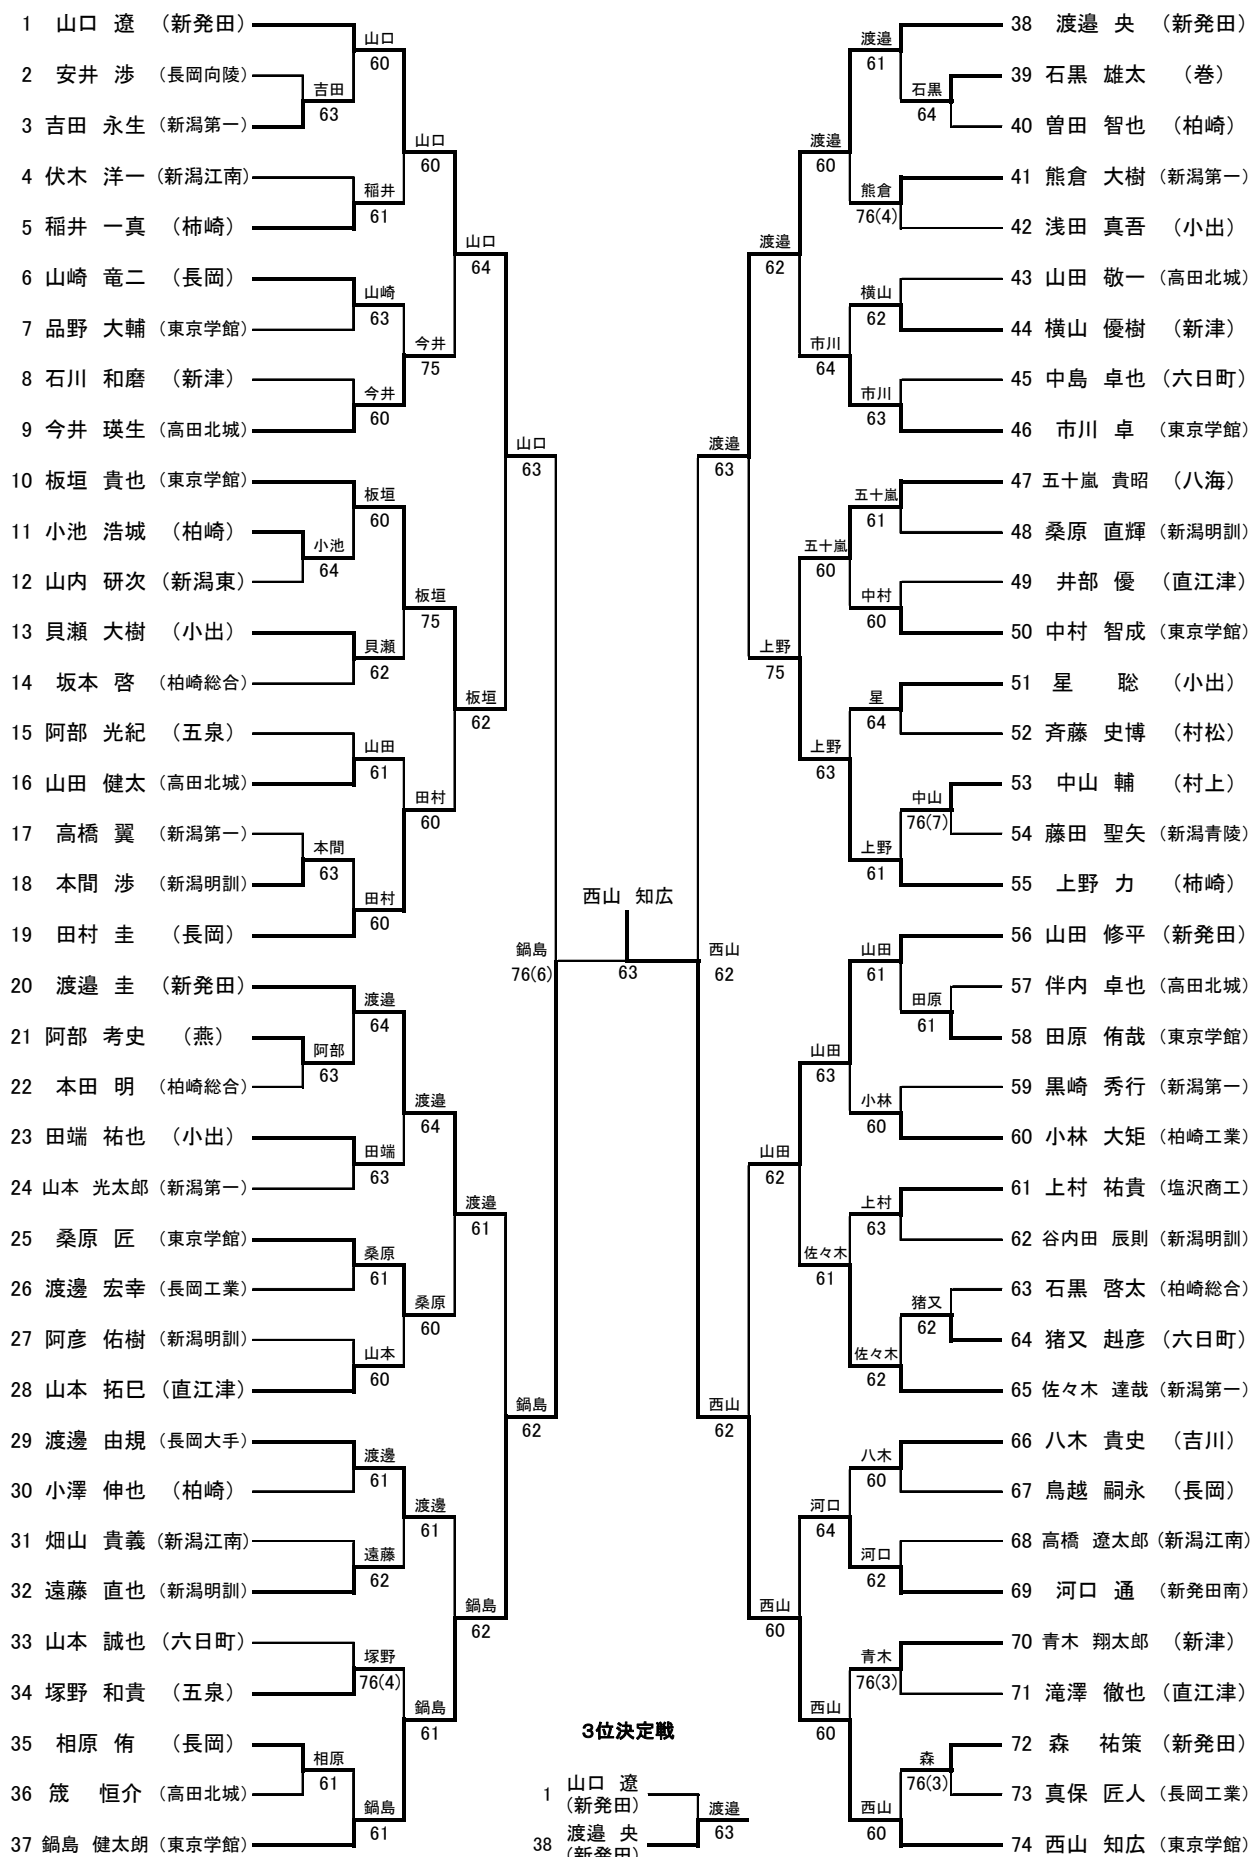 1 山口 遼 （新発田）
2 安井 渉 （長岡向陵）
3 吉田 永生 （新潟第一）
4 伏木 洋一 （新潟江南）
5 稲井 一真 （柿崎）
6 山崎 竜二 （長岡）
7 品野 大輔 （東京学館）
8 石川 和磨 （新津）
9 今井 瑛生 （高田北城）
10 板垣 貴也 （東京学館）
11 小池 浩城 （柏崎）
12 山内 研次 （新潟東）
13 貝瀬 大樹 （小出）
14 坂本 啓 （柏崎総合）
15 阿部 光紀 （五泉）
16 山田 健太 （高田北城）
17 高橋 翼 （新潟第一）
18 本間 渉 （新潟明訓）
19 田村 圭 （長岡）
20 渡邉 圭 （新発田）
21 阿部 考史 （燕）
22 本田 明 （柏崎総合）
23 田端 祐也 （小出）
24 山本 光太郎 （新潟第一）
25 桑原 匠 （東京学館）
26 渡邊 宏幸 （長岡工業）
27 阿彦 佑樹 （新潟明訓）
28 山本 拓巳 （直江津）
29 渡邊 由規 （長岡大手）
30 小澤 伸也 （柏崎）
31 畑山 貴義 （新潟江南）
32 遠藤 直也 （新潟明訓）
33 山本 誠也 （六日町）
34 塚野 和貴 （五泉）
35 相原 侑 （長岡）
36 筬 恒介 （高田北城）
37 鍋島 健太朗 （東京学館）
吉田
63
小池
64
本間
63
阿部
63
相原
61
山口
60
稲井
61
山崎
63
今井
60
板垣
60
貝瀬
62
山田
61
田村
60
渡邉
64
田端
63
桑原
61
山本
60
渡邊
61
遠藤
62
塚野
76(4)
鍋島
61
山口
60
今井
75
板垣
75
田村
60
渡邉
64
桑原
60
渡邊
61
鍋島
61
山口
64
板垣
62
渡邉
61
鍋島
62
山口
63
鍋島
62
鍋島
76(6)
西山 知広
63
西山
62
渡邉
63
西山
62
渡邉
62
上野
75
山田
62
西山
60
渡邉
60
市川
64
五十嵐
60
上野
63
山田
63
佐々木
61
河口
64
西山
60
渡邉
61
熊倉
76(4)
横山
62
市川
63
五十嵐
61
中村
60
星
64
上野
61
山田
61
小林
60
上村
63
佐々木
62
八木
60
河口
62
青木
76(3)
西山
60
石黒
64
中山
76(7)
田原
61
猪又
62
森
76(3)
38 渡邉 央 （新発田）
39 石黒 雄太 （巻）
40 曽田 智也 （柏崎）
41 熊倉 大樹 （新潟第一）
42 浅田 真吾 （小出）
43 山田 敬一 （高田北城）
44 横山 優樹 （新津）
45 中島 卓也 （六日町）
46 市川 卓 （東京学館）
47 五十嵐 貴昭 （八海）
48 桑原 直輝 （新潟明訓）
49 井部 優 （直江津）
50 中村 智成 （東京学館）
51 星 聡 （小出）
52 斉藤 史博 （村松）
53 中山 輔 （村上）
54 藤田 聖矢 （新潟青陵）
55 上野 力 （柿崎）
56 山田 修平 （新発田）
57 伴内 卓也 （高田北城）
58 田原 侑哉 （東京学館）
59 黒崎 秀行 （新潟第一）
60 小林 大矩 （柏崎工業）
61 上村 祐貴 （塩沢商工）
62 谷内田 辰則 （新潟明訓）
63 石黒 啓太 （柏崎総合）
64 猪又 赳彦 （六日町）
65 佐々木 達哉 （新潟第一）
66 八木 貴史 （吉川）
67 鳥越 嗣永 （長岡）
68 高橋 遼太郎 （新潟江南）
69 河口 通 （新発田南）
70 青木 翔太郎 （新津）
71 滝澤 徹也 （直江津）
72 森 祐策 （新発田）
73 真保 匠人 （長岡工業）
74 西山 知広 （東京学館）
3位決定戦
1 山口 遼
（新発田）
38 渡邉 央
（新発田）
渡邉
63